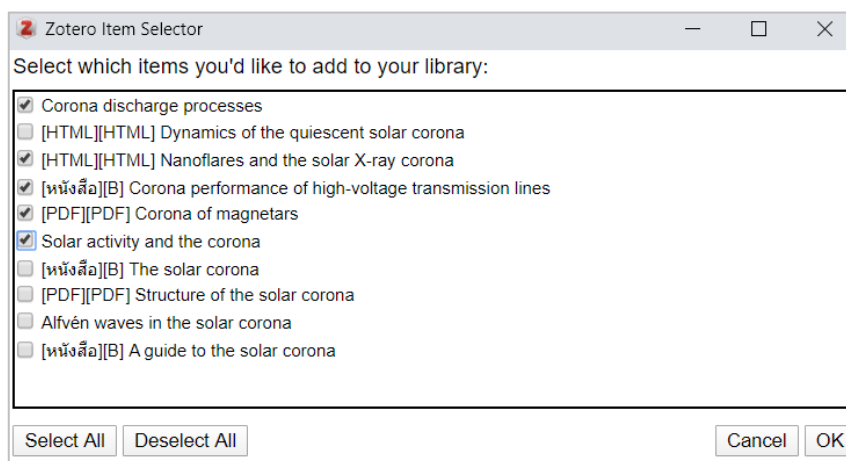 Zotero Item Selector
Select which items you'd like to add to your library:
Corona discharge processes
[HTML][HTML] Dynamics of the quiescent solar corona
[HTML][HTML] Nanoflares and the solar X-ray corona
[หนังสือ][B] Corona performance of high-voltage transmission lines
[PDF][PDF] Corona of magnetars
Solar activity and the corona
[หนังสือ][B] The solar corona
[PDF][PDF] Structure of the solar corona
Alfvén waves in the solar corona
[หนังสือ][B] A guide to the solar corona
Select All Deselect All Cancel OK